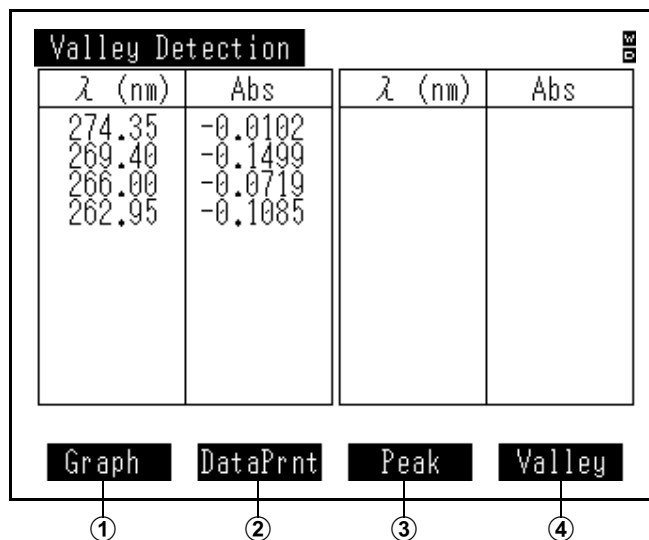 Valley Detection
W
D
λ (nm) Abs λ (nm) Abs
274.35 -0.0102
269.40 -0.1499
266.00 -0.0719
262.95 -0.1085
Graph DataPrnt Peak Valley
① ② ③ ④